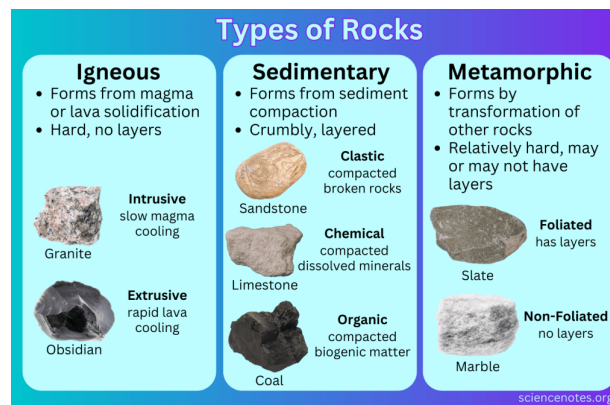 Types of Rocks
Igneous
• Forms from magma
or lava solidification
• Hard, no layers
Intrusive
slow magma
cooling
Granite
Extrusive
rapid lava
cooling
Obsidian
Sedimentary
• Forms from sediment
compaction
• Crumbly, layered
Clastic
compacted
broken rocks
Sandstone
Chemical
compacted
dissolved minerals
Limestone
Organic
compacted
biogenic matter
Coal
Metamorphic
• Forms by
transformation of
other rocks
• Relatively hard, may
or may not have
layers
Foliated
has layers
Slate
Non-Foliated
no layers
Marble
sciencenotes.org